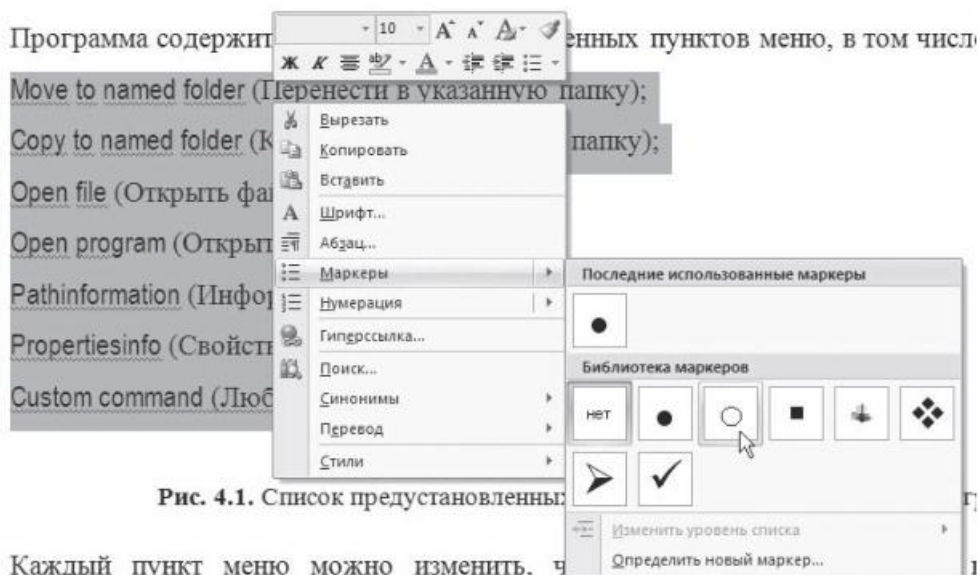 Программа содержит
енных пунктов меню, в том числ
10
Ж К
Move to named folder (Перенести в указанную папку);
Copy to named folder (К
папку);
Open file (Открыть фа
Open program (Открыт
Pathinformation (Инфор
Propertiesinfo (Свойств
Custom command (Люб
Вырезать
Копировать
Вставить
Шрифт...
Абзац...
Маркеры
Нумерация
Гиперссылка...
Поиск...
Синонимы
Перевод
Стили
Последние использованные маркеры
Библиотека маркеров
нет
Изменить уровень списка
Определить новый маркер...
Рис. 4.1. Список предустановленных
Каждый пункт меню можно изменить, ч